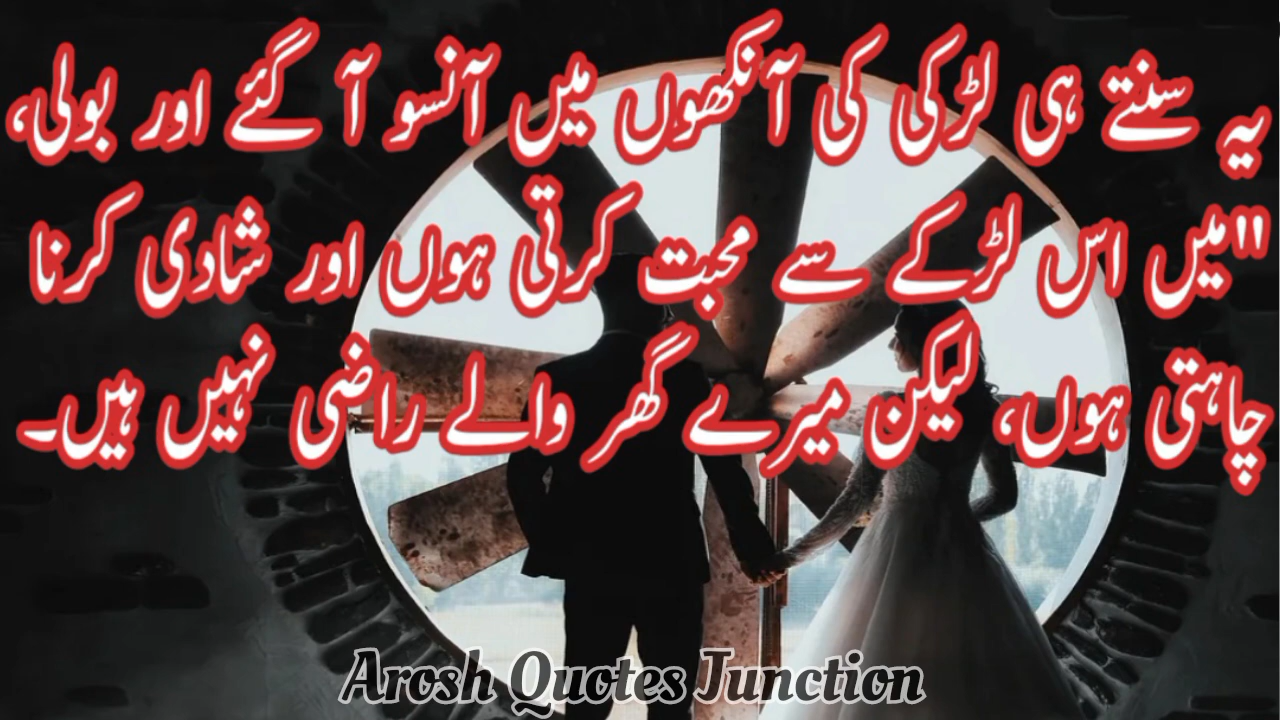 یہ سنتے ہی لڑکی کی آنکھوں میں آنسو آ گئے اور بولی،
"میں اس لڑکے سے محبت کرتی ہوں اور شادی کرنا
چاہتی ہوں، لیکن میرے گھر والے راضی نہیں ہیں۔
Arosh Quotes Junction